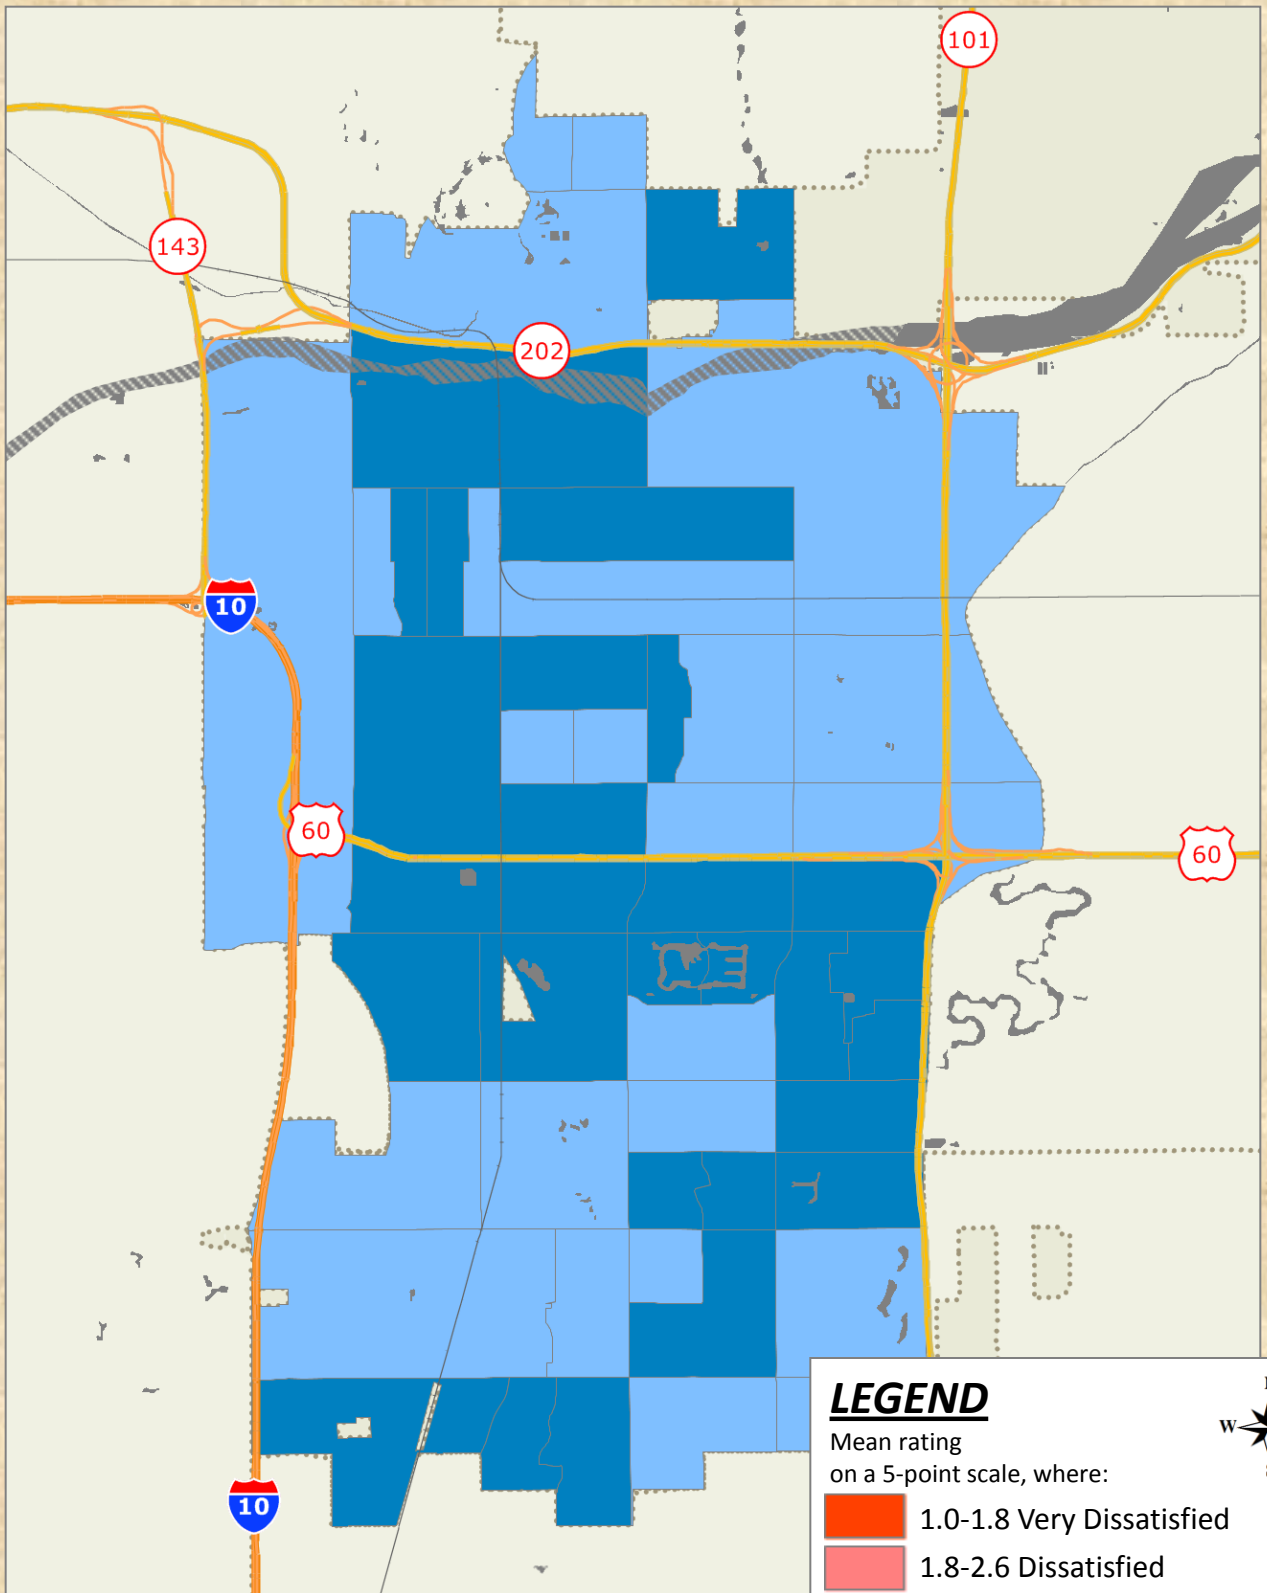 101
143
202
10
60
60
10
LEGEND
Mean rating
on a 5-point scale, where:
W
1.0-1.8 Very Dissatisfied
1.8-2.6 Dissatisfied